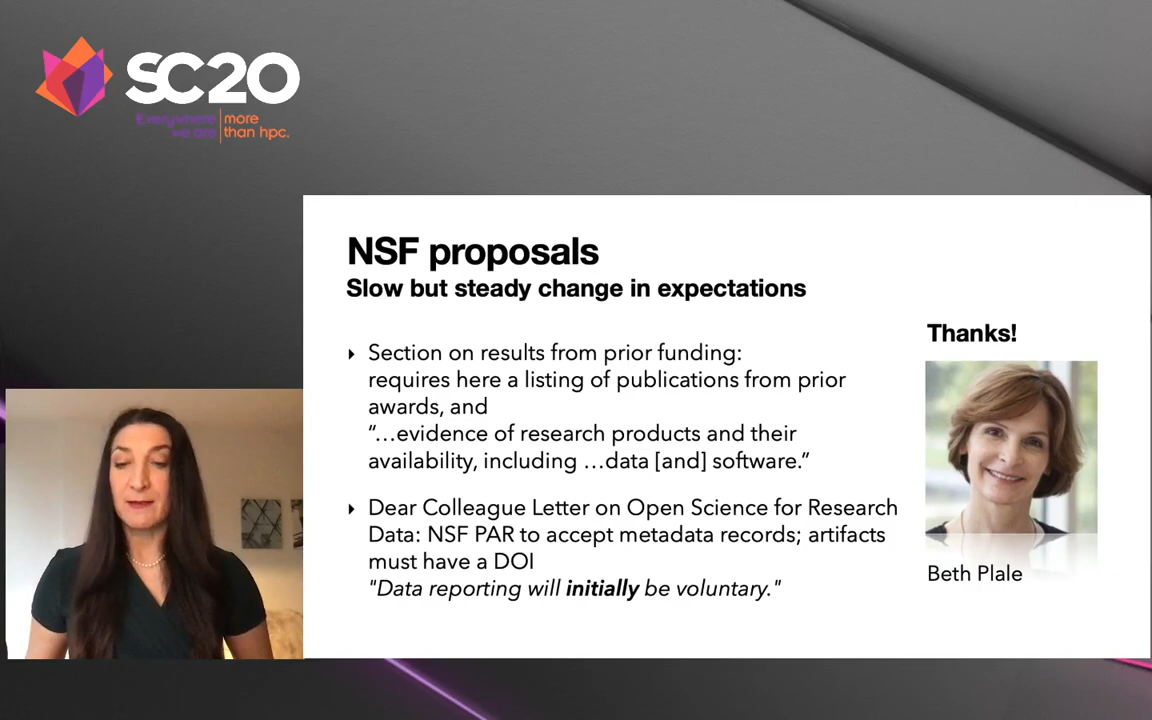 SC20
Everywhere we are
more than hpc.
NSF proposals
Slow but steady change in expectations
Section on results from prior funding:
requires here a listing of publications from prior
awards, and
“…evidence of research products and their
availability, including …data [and] software.”
Dear Colleague Letter on Open Science for Research
Data: NSF PAR to accept metadata records; artifacts
must have a DOI
"Data reporting will initially be voluntary."
Thanks!
Beth Plale